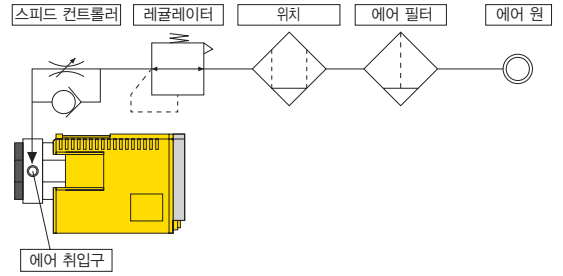 스피드 컨트롤러
레귤레이터
위치
에어 필터
에어 원
에어 취입구